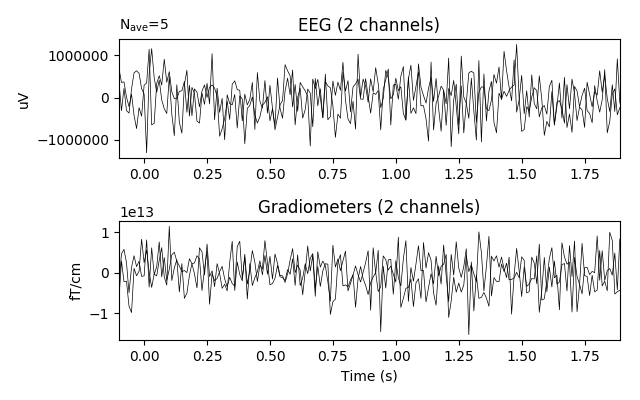 N_ave=5
EEG (2 channels)
1000000
0
−1000000
uV
0.00 0.25 0.50 0.75 1.00 1.25 1.50 1.75
1e13
Gradiometers (2 channels)
1
0
−1
fT/cm
0.00 0.25 0.50 0.75 1.00 1.25 1.50 1.75
Time (s)